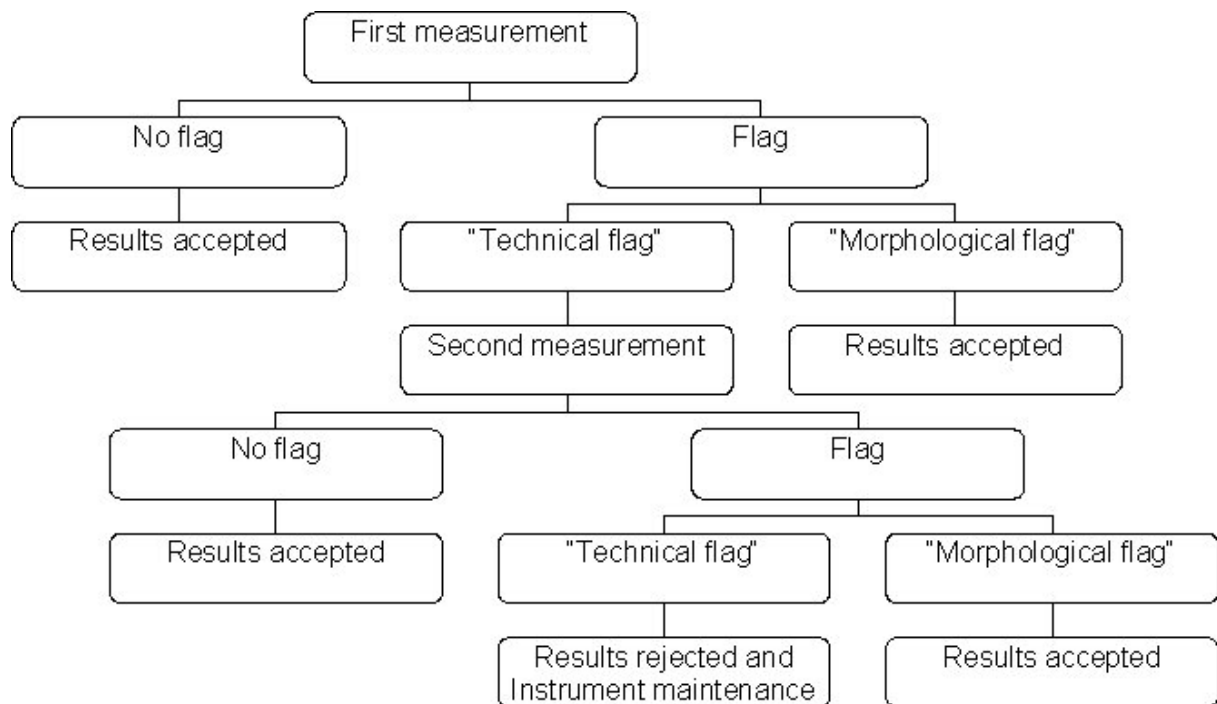 First measurement
No flag
Flag
Results accepted
"Technical flag"
"Morphological flag"
Second measurement
Results accepted
No flag
Flag
Results accepted
"Technical flag"
"Morphological flag"
Results rejected and
Instrument maintenance
Results accepted